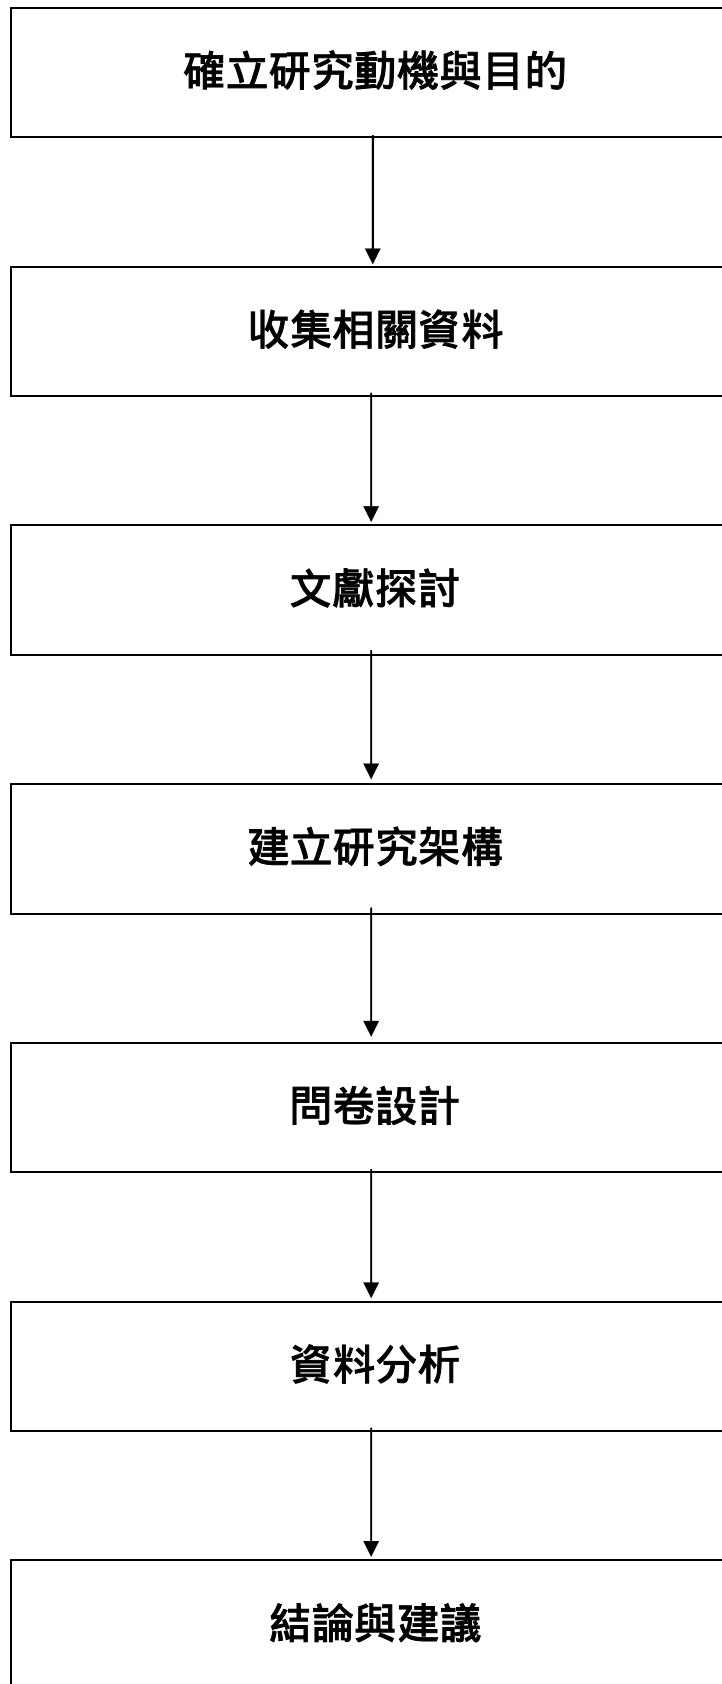 確立研究動機與目的
收集相關資料
文獻探討
建立研究架構
問卷設計
資料分析
結論與建議